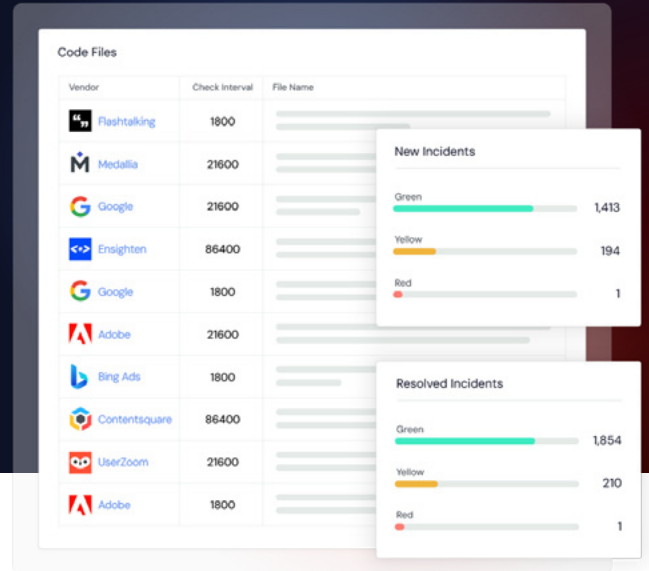 Code Files
Vendor Check Interval File Name
Flashtalking 1800
Medallia 21600
Google 21600
Ensighten 86400
Google 1800
Adobe 21600
Bing Ads 1800
Contentsquare 86400
UserZoom 21600
Adobe 1800
New Incidents
Green
1,413
Yellow
194
Red
1
Resolved Incidents
Green
1,854
Yellow
210
Red
1